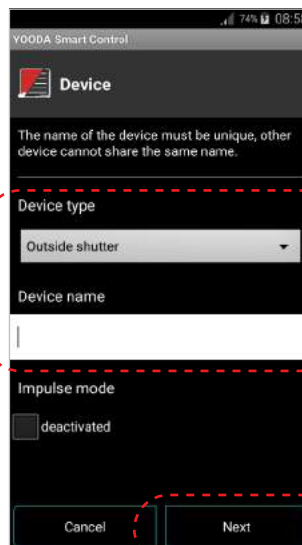 74% 08:58
YOODA Smart Control
Device
The name of the device must be unique, other
device cannot share the same name.
Device type
Outside shutter
Device name
Impulse mode
deactivated
Cancel
Next